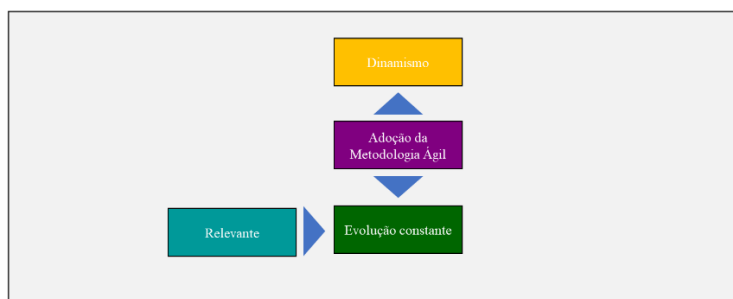 Dinamismo
Adoção da
Metodologia Ágil
Relevante
Evolução constante